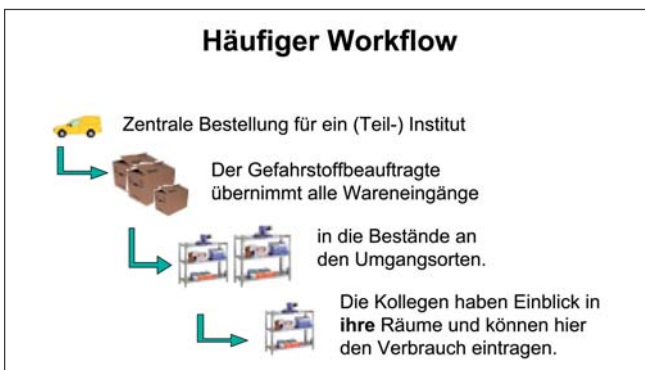 Häufiger Workflow
Zentrale Bestellung für ein (Teil-) Institut
Der Gefahrstoffbeauftragte
übernimmt alle Wareneingänge
in die Bestände an
den Umgangsorten.
Die Kollegen haben Einblick in
ihre Räume und können hier
den Verbrauch eintragen.